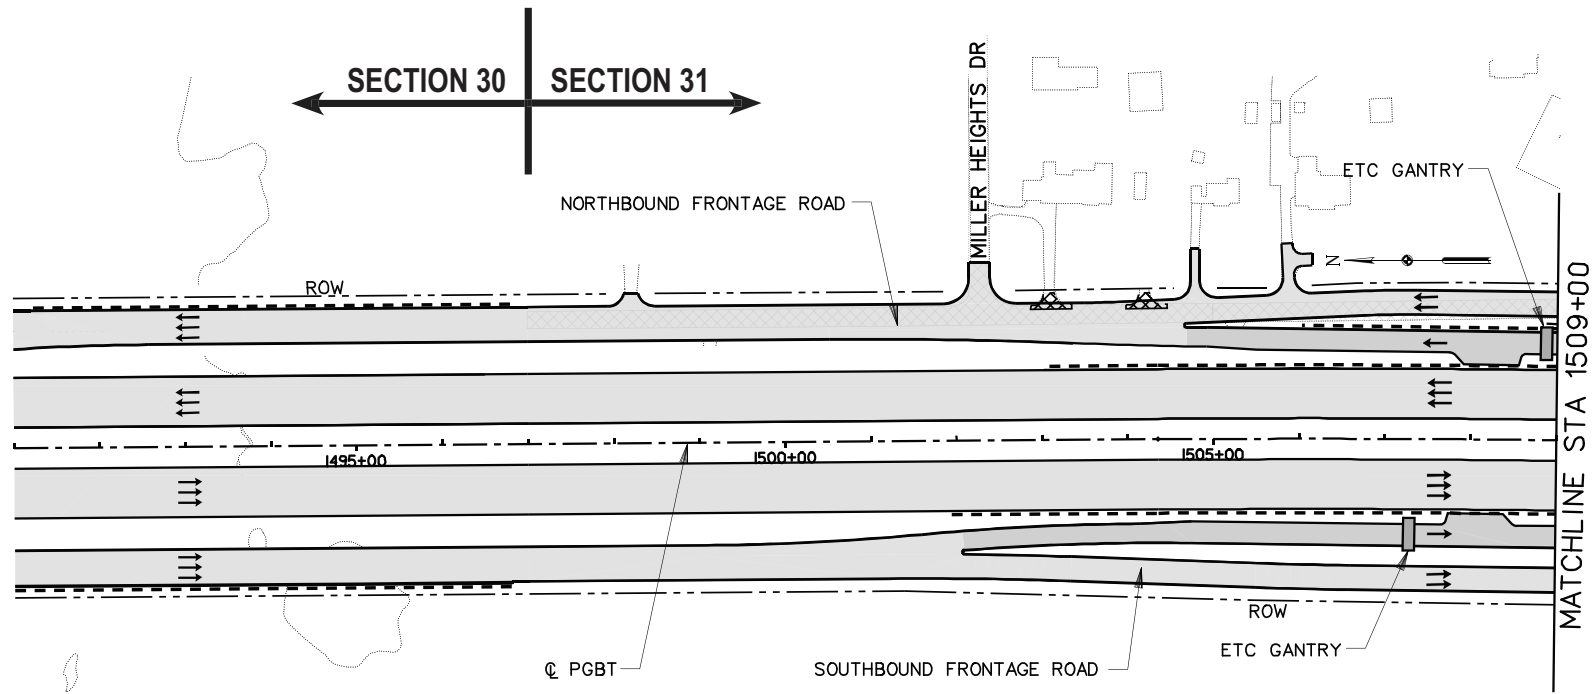 SECTION 30
SECTION 31
MILLER HEIGHTS DR
ETC GANTRY
NORTHBOUND FRONTAGE ROAD
N
ROW
1495+00
1500+00
1505+00
MATCHLINE STA 1509+00
ROW
ETC GANTRY
℄ PGBT
SOUTHBOUND FRONTAGE ROAD